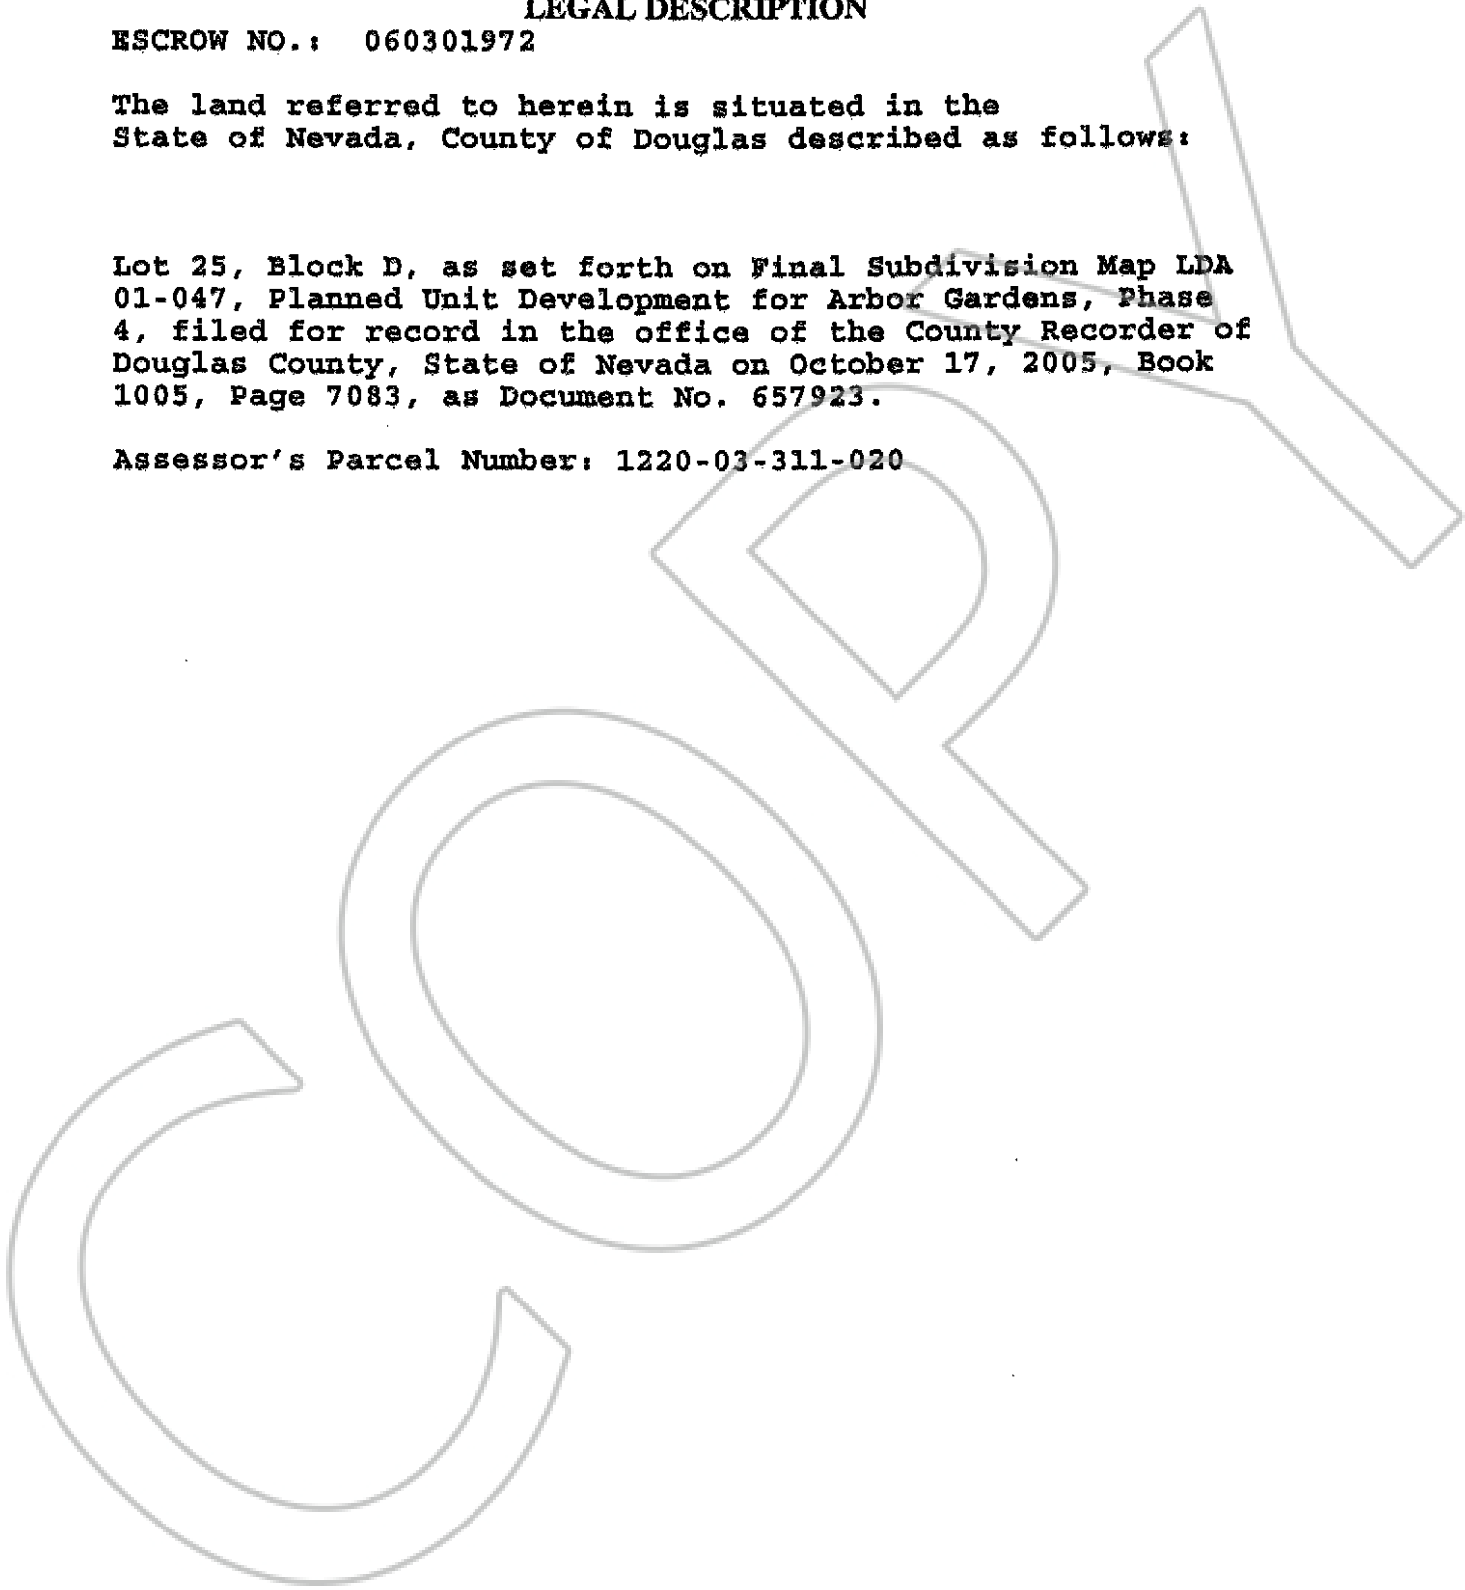 LEGAL DESCRIPTION
ESCROW NO.: 060301972
The land referred to herein is situated in the
State of Nevada, County of Douglas described as follows:
Lot 25, Block D, as set forth on Final Subdivision Map LDA
01-047, Planned Unit Development for Arbor Gardens, Phase
4, filed for record in the office of the County Recorder of
Douglas County, State of Nevada on October 17, 2005, Book
1005, Page 7083, as Document No. 657923.
Assessor's Parcel Number: 1220-03-311-020
COPY